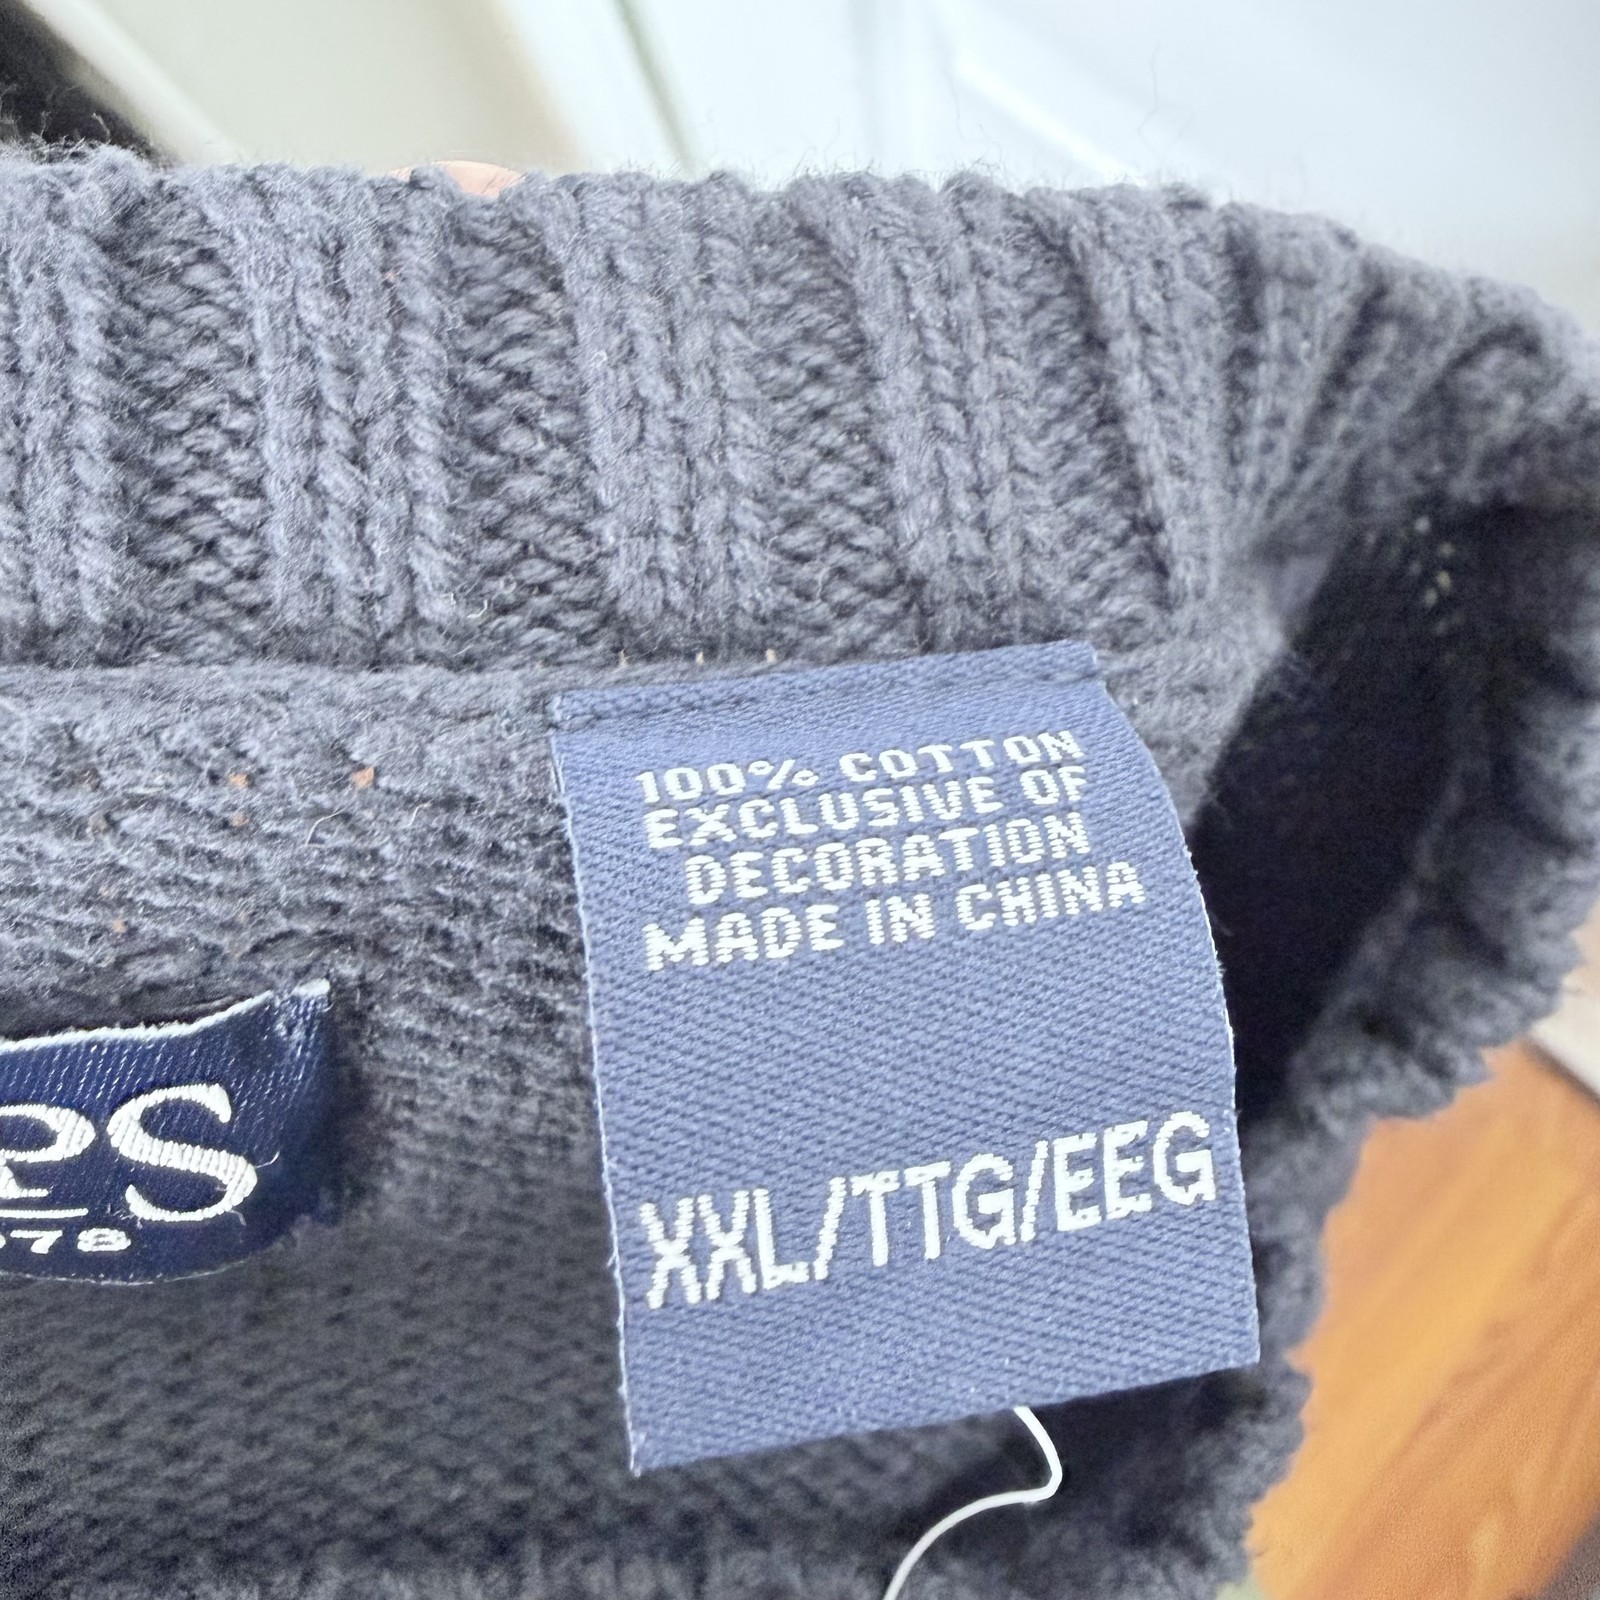 100% COTTON
EXCLUSIVE OF
DECORATION
MADE IN CHINA
XXL/TTG/EEG